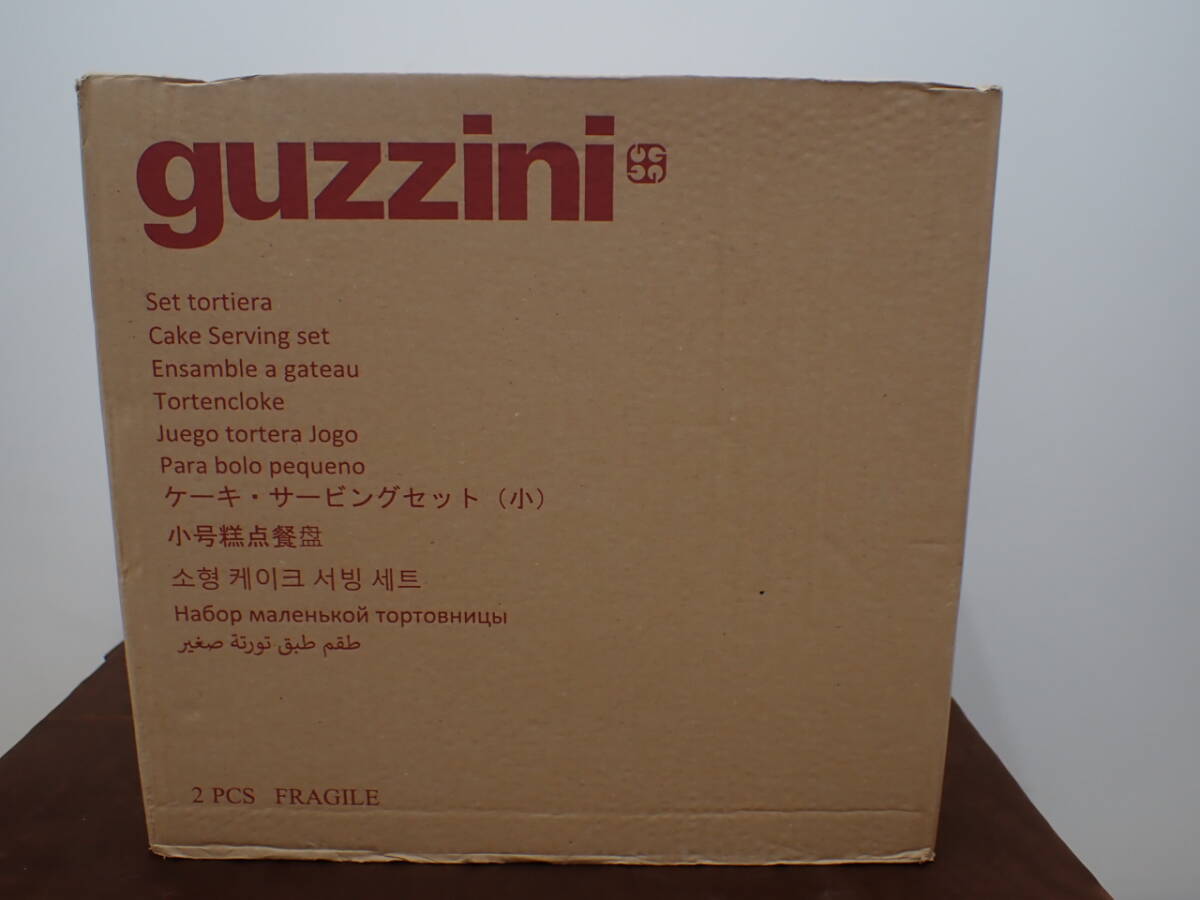 guzzini
Set tortiera
Cake Serving set
Ensamble a gateau
Tortencloke
Juego tortera Jogo
Para bolo pequeno
ケーキ・サービングセット（小）
小号糕点餐盘
소형 케이크 서빙 세트
Набор маленькой тортовницы
طقم طبق تورتة صغير
2 PCS FRAGILE